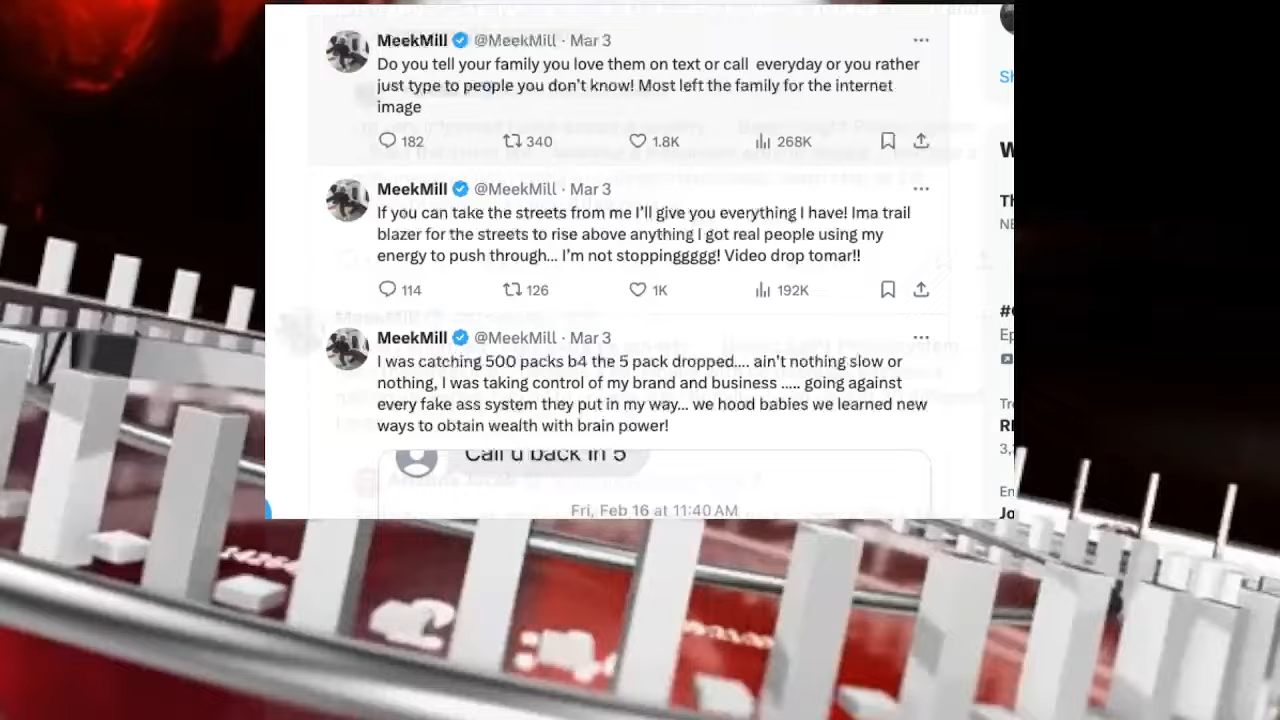 MeekMill @MeekMill · Mar 3
Do you tell your family you love them on text or call everyday or you rather
just type to people you don't know! Most left the family for the internet
image
182 340 1.8K 268K
MeekMill @MeekMill · Mar 3
If you can take the streets from me I'll give you everything I have! Ima trail
blazer for the streets to rise above anything I got real people using my
energy to push through... I'm not stoppinggggg! Video drop tomar!!
114 126 1K 192K
MeekMill @MeekMill · Mar 3
I was catching 500 packs b4 the 5 pack dropped.... ain't nothing slow or
nothing, I was taking control of my brand and business ..... going against
every fake ass system they put in my way... we hood babies we learned new
ways to obtain wealth with brain power!
Call u back in 5
Fri, Feb 16 at 11:40 AM